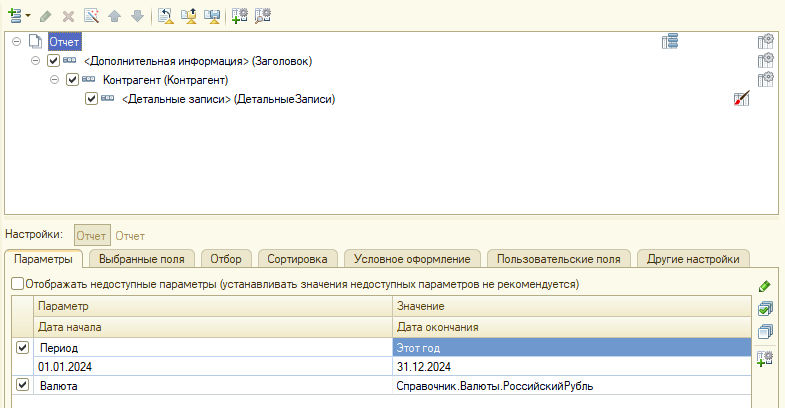 Отчет
<Дополнительная информация> (Заголовок)
Контрагент (Контрагент)
<Детальные записи> (ДетальныеЗаписи)
Настройки: Отчет Отчет
Параметры Выбранные поля Отбор Сортировка Условное оформление Пользовательские поля Другие настройки
Отображать недоступные параметры (устанавливать значения недоступных параметров не рекомендуется)
Параметр Значение
Дата начала Дата окончания
Период Этот год
01.01.2024 31.12.2024
Валюта Справочник.Валюты.РоссийскийРубль